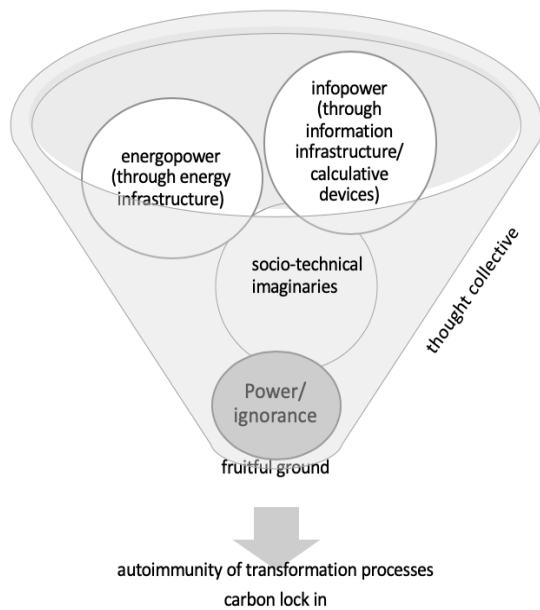 infopower
(through
information
infrastructure/
calculative
devices)
energopower
(through energy
infrastructure)
socio-technical
imaginaries
thought collective
Power/
ignorance
fruitful ground
autoimmunity of transformation processes
carbon lock in